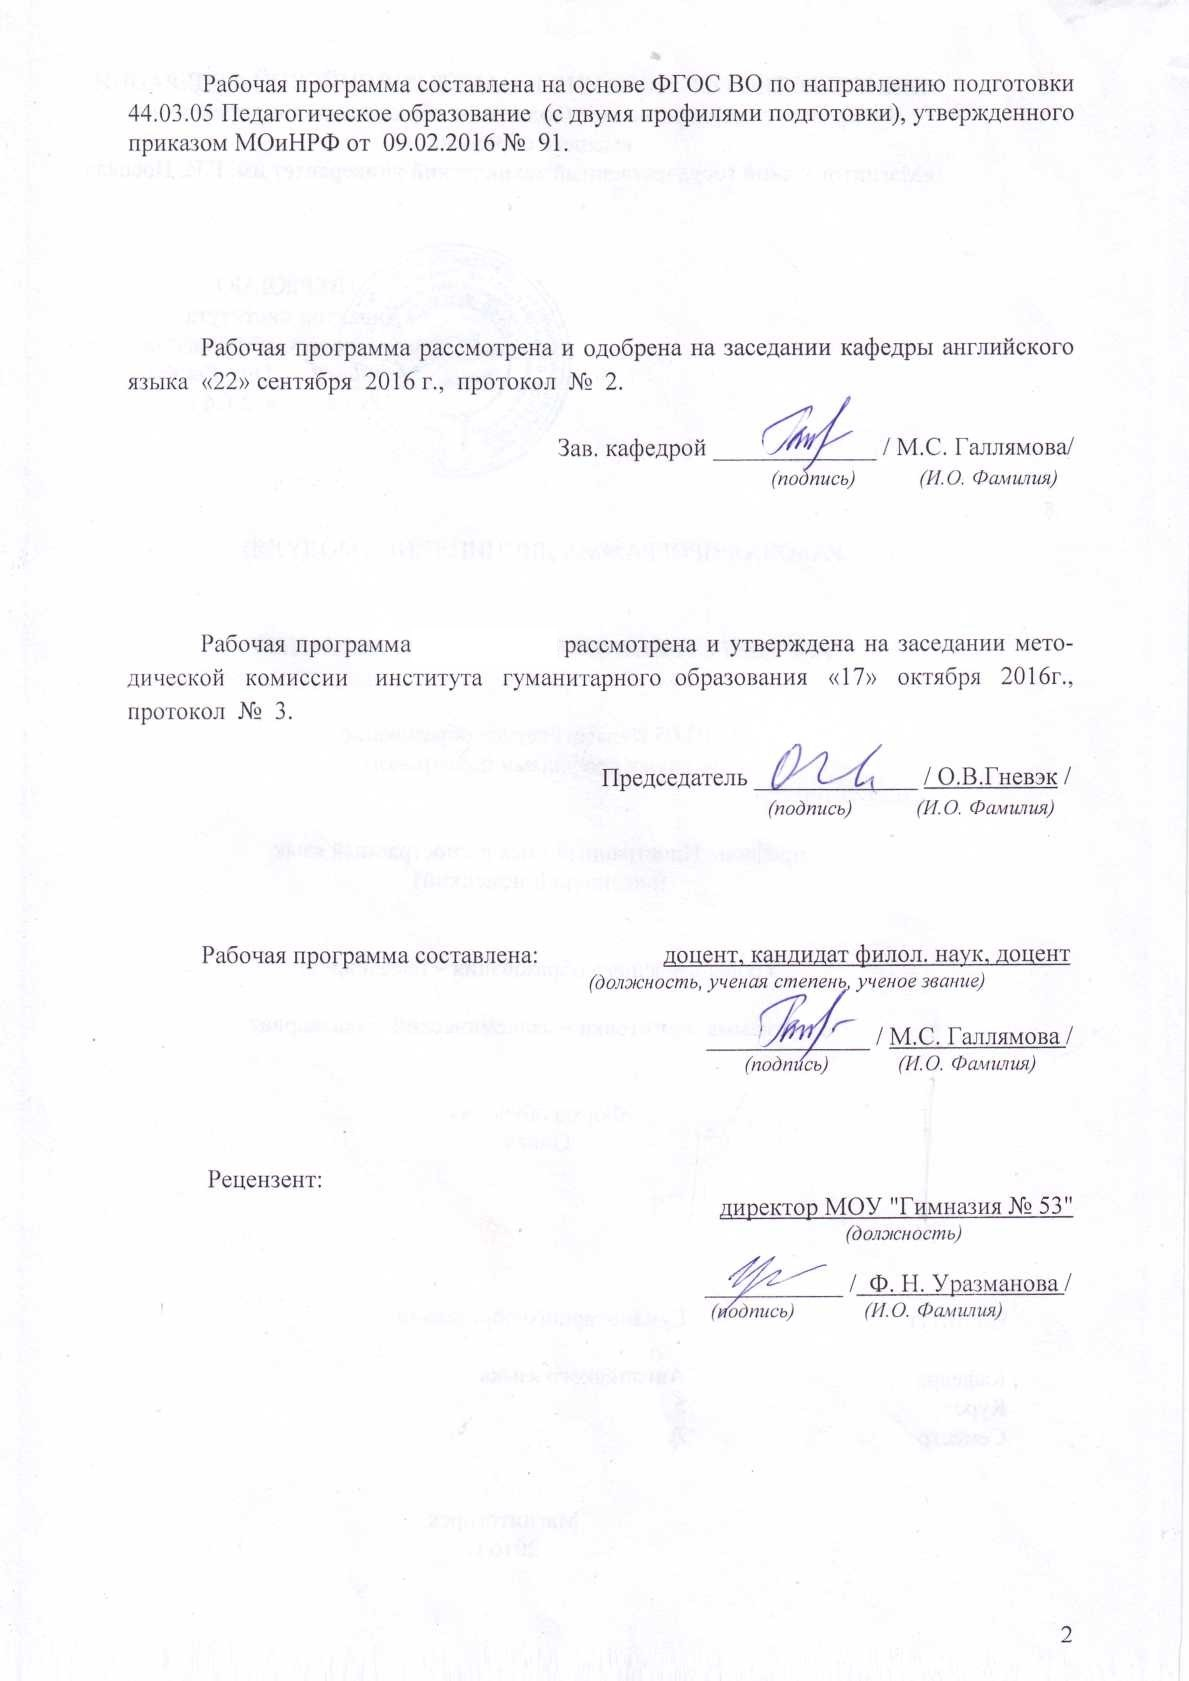 Рабочая программа составлена на основе ФГОС ВО по направлению подготовки
44.03.05 Педагогическое образование (с двумя профилями подготовки), утвержденного
приказом МОиНРФ от 09.02.2016 № 91.
Рабочая программа рассмотрена и одобрена на заседании кафедры английского
языка «22» сентября 2016 г., протокол № 2.
Зав. кафедрой _____________ / М.С. Галлямова/
(подпись) (И.О. Фамилия)
Рабочая программа рассмотрена и утверждена на заседании мето-
дической комиссии института гуманитарного образования «17» октября 2016г.,
протокол № 3.
Председатель _____________ / О.В.Гневэк /
(подпись) (И.О. Фамилия)
Рабочая программа составлена: доцент, кандидат филол. наук, доцент
(должность, ученая степень, ученое звание)
_____________ / М.С. Галлямова /
(подпись) (И.О. Фамилия)
Рецензент:
директор МОУ "Гимназия № 53"
(должность)
___________ / Ф. Н. Уразманова /
(подпись) (И.О. Фамилия)
2